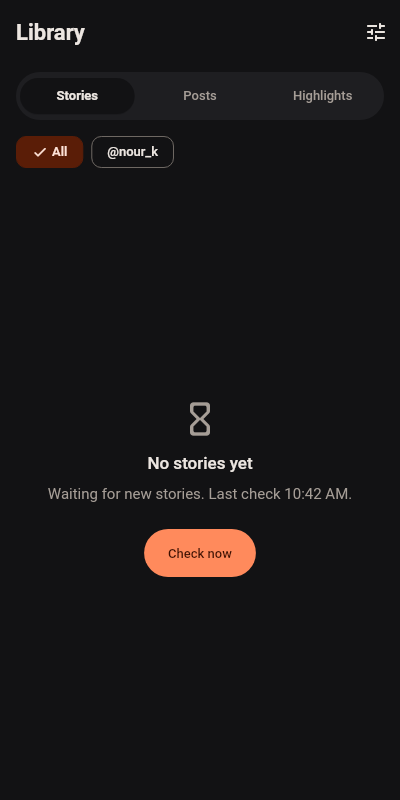 Library
Stories
Posts
Highlights
All
@nour_k
No stories yet
Waiting for new stories. Last check 10:42 AM.
Check now